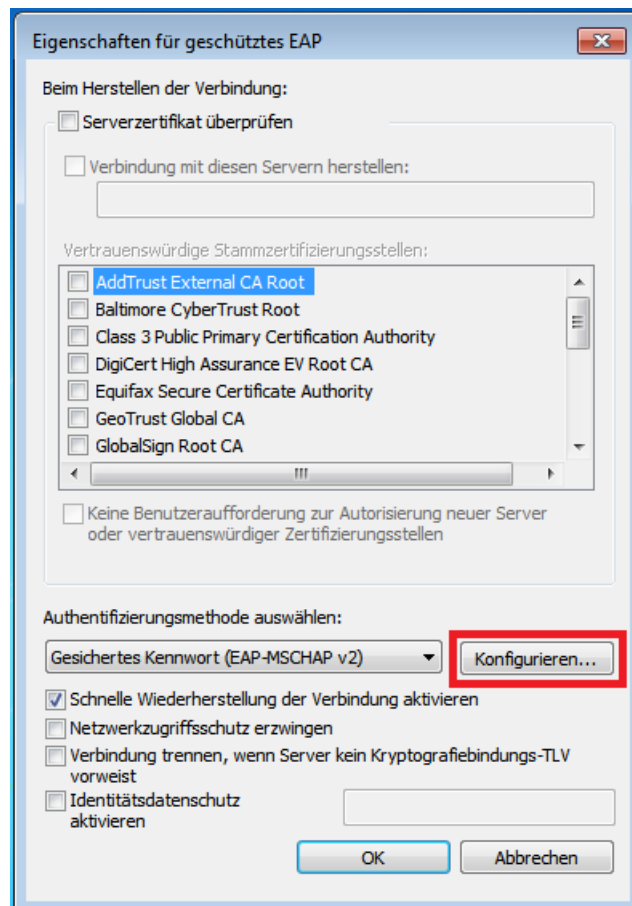 Eigenschaften für geschütztes EAP
Beim Herstellen der Verbindung:
Serverzertifikat überprüfen
Verbindung mit diesen Servern herstellen:
Vertrauenswürdige Stammzertifizierungsstellen:
AddTrust External CA Root
Baltimore CyberTrust Root
Class 3 Public Primary Certification Authority
DigiCert High Assurance EV Root CA
Equifax Secure Certificate Authority
GeoTrust Global CA
GlobalSign Root CA
Keine Benutzeraufforderung zur Autorisierung neuer Server
oder vertrauenswürdiger Zertifizierungsstellen
Authentifizierungsmethode auswählen:
Gesichertes Kennwort (EAP-MSCHAP v2)
Konfigurieren...
Schnelle Wiederherstellung der Verbindung aktivieren
Netzwerkzugriffsschutz erzwingen
Verbindung trennen, wenn Server kein Kryptografiebindungs-TLV
vorweist
Identitätsdatenschutz
aktivieren
OK
Abbrechen